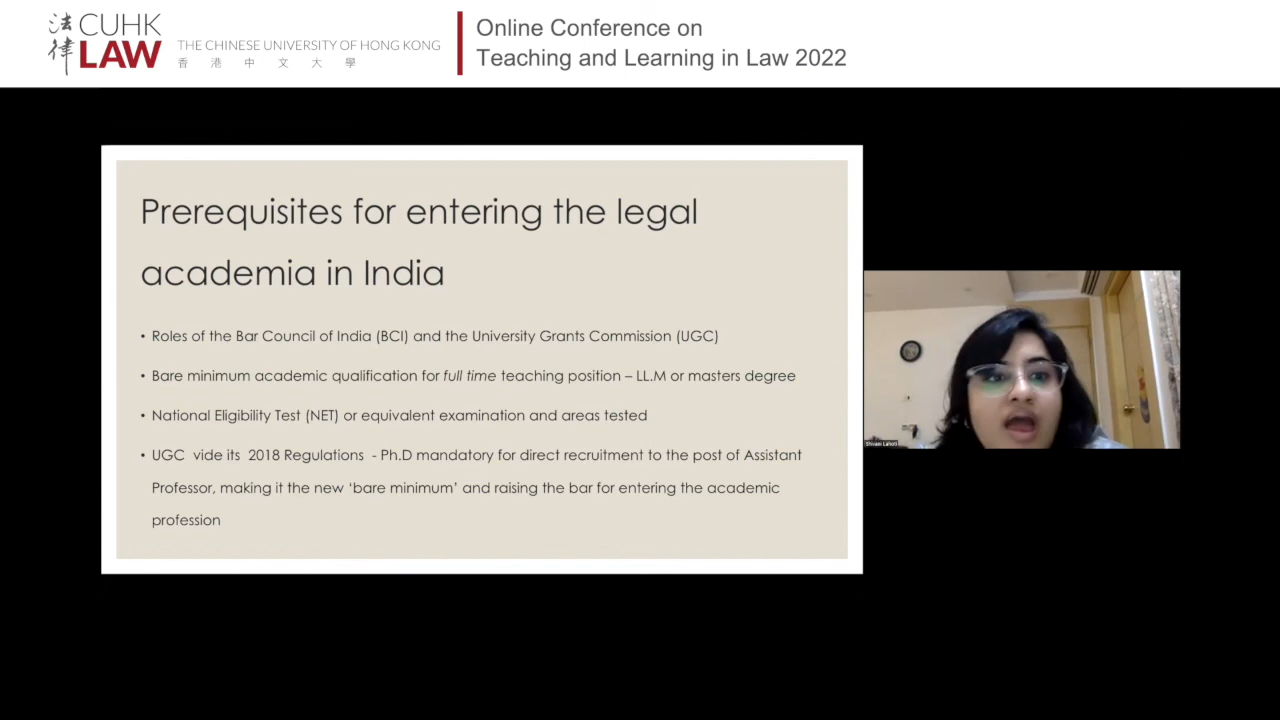 法律
CUHK
LAW
THE CHINESE UNIVERSITY OF HONG KONG
香港中文大學
Online Conference on
Teaching and Learning in Law 2022
Prerequisites for entering the legal
academia in India
• Roles of the Bar Council of India (BCI) and the University Grants Commission (UGC)
• Bare minimum academic qualification for full time teaching position – LL.M or masters degree
• National Eligibility Test (NET) or equivalent examination and areas tested
• UGC vide its 2018 Regulations - Ph.D mandatory for direct recruitment to the post of Assistant
Professor, making it the new ‘bare minimum’ and raising the bar for entering the academic
profession
Shivani Lahoti